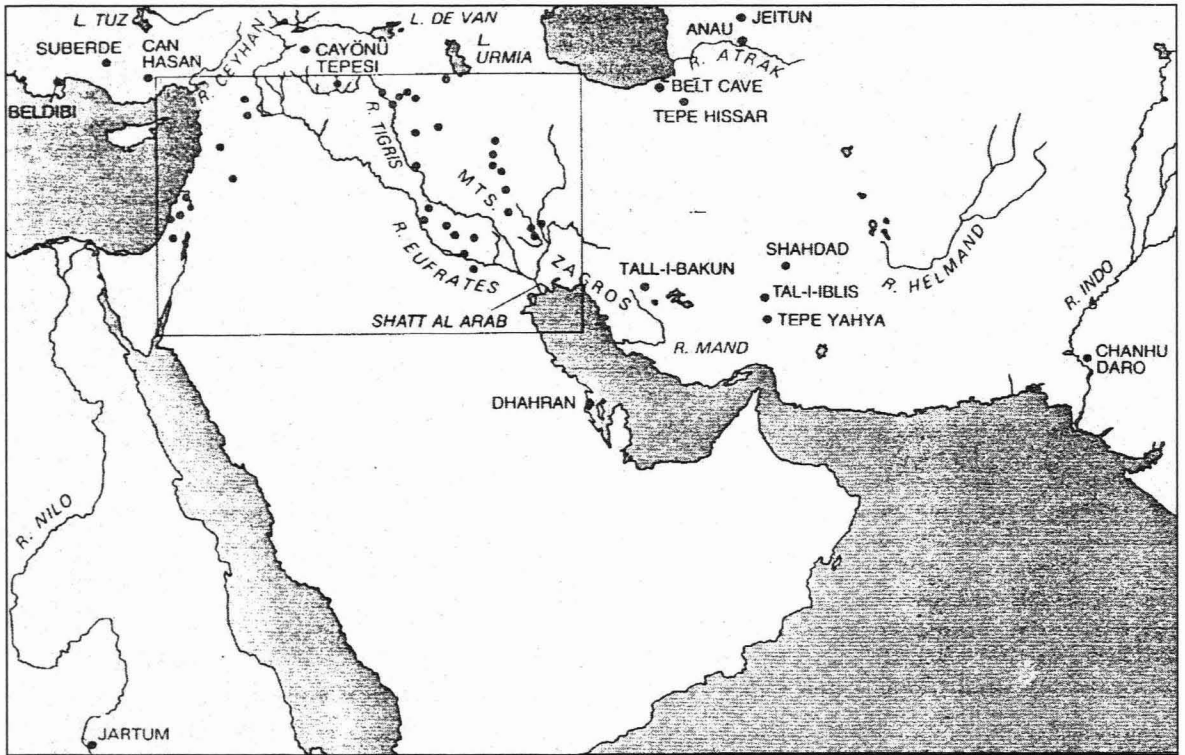 L. TUZ
L. DE VAN
JEITUN
SUBERDE
CAN
HASAN
R. CEYHAN
CAYÖNÜ
TEPESI
L.
URMIA
ANAU
R. ATRAK
BELDIBI
BELT CAVE
TEPE HISSAR
R. TIGRIS
MTS.
ZAGROS
R. EUFRATES
SHATT AL ARAB
TALL-I-BAKUN
SHAHDAD
TAL-I-IBLIS
TEPE YAHYA
R. HELMAND
R. INDO
R. MAND
CHANHU
DARO
DHAHRAN
R. NILO
JARTUM